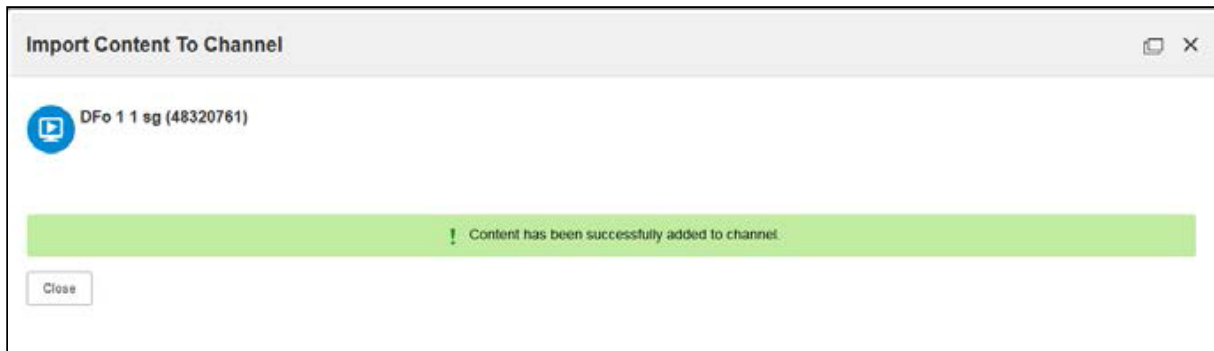 Import Content To Channel
DFo 1 1 sg (48320761)
! Content has been successfully added to channel.
Close